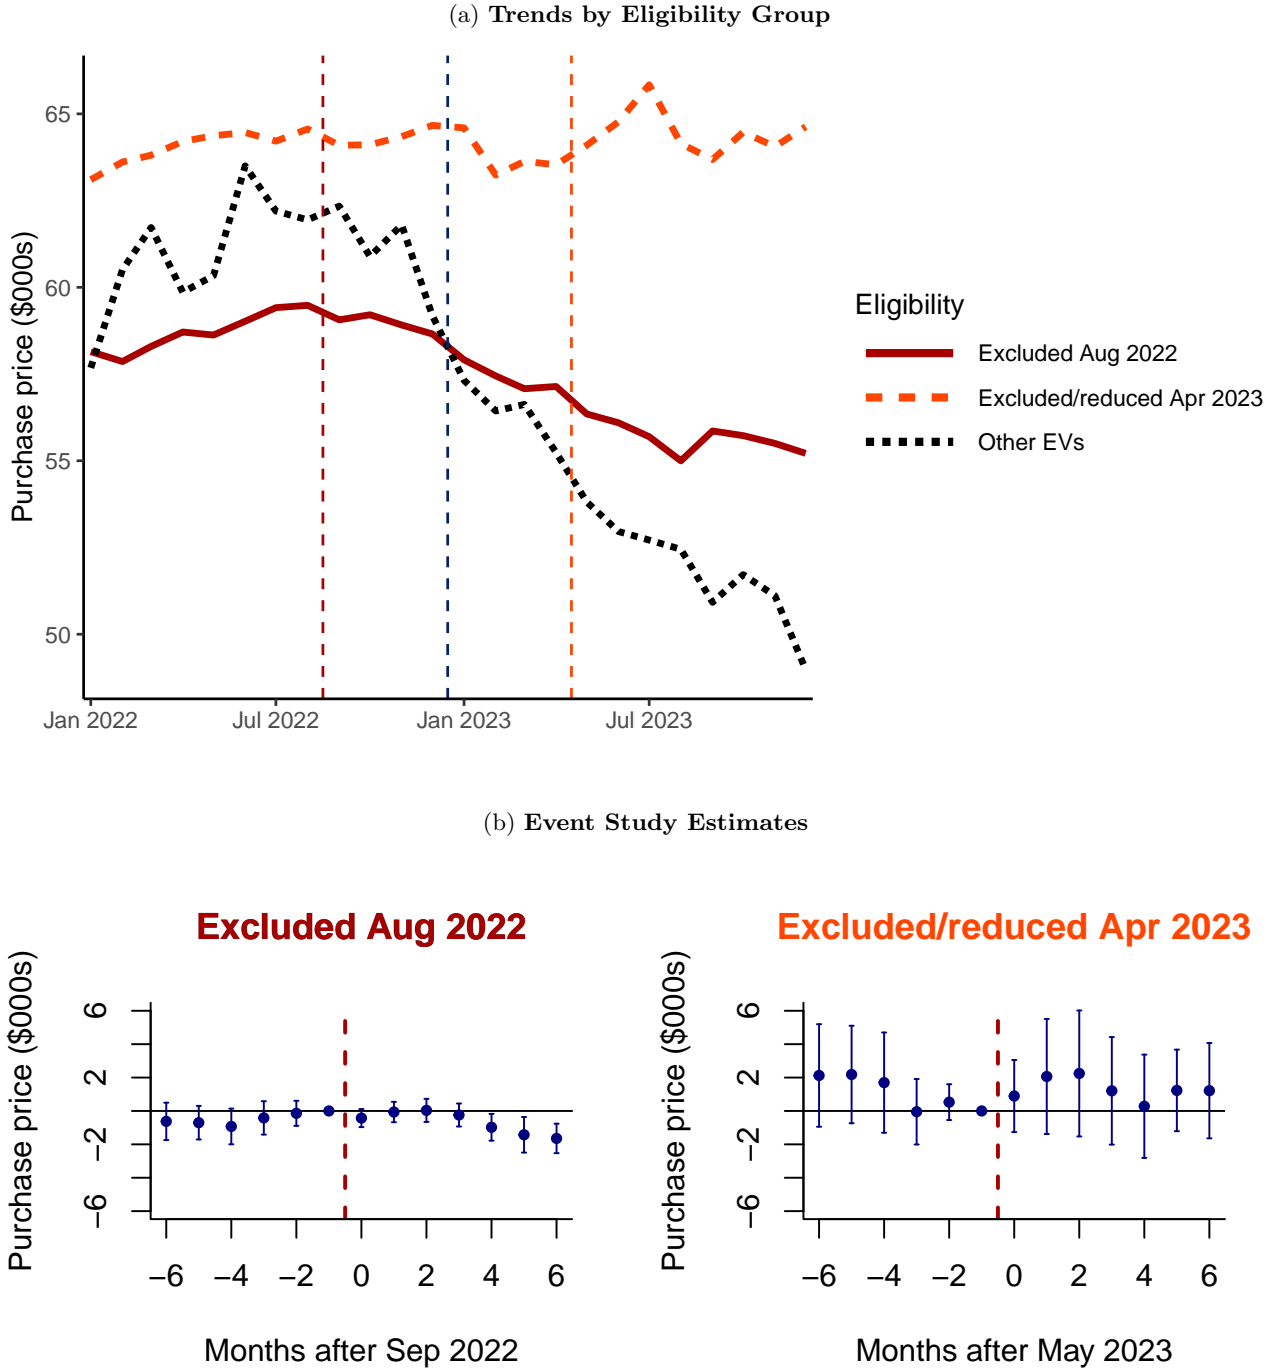 (a) Trends by Eligibility Group
Purchase price ($000s)
65
60
55
50
Jan 2022 Jul 2022 Jan 2023 Jul 2023
Eligibility
Excluded Aug 2022
Excluded/reduced Apr 2023
Other EVs
(b) Event Study Estimates
Excluded Aug 2022
Purchase price ($000s)
6
2
−2
−6
−6 −4 −2 0 2 4 6
Months after Sep 2022
Excluded/reduced Apr 2023
Purchase price ($000s)
6
2
−2
−6
−6 −4 −2 0 2 4 6
Months after May 2023